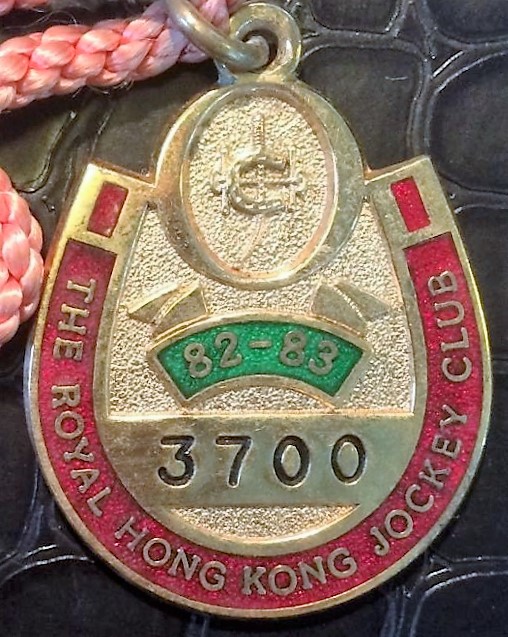 82-83
3700
THE ROYAL HONG KONG JOCKEY CLUB